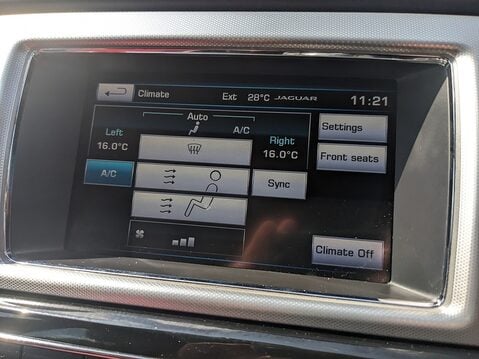 Climate Ext 28°C JAGUAR 11:21
Auto
A/C
Left
16.0°C
Right
16.0°C
Settings
Front seats
A/C
Sync
Climate Off